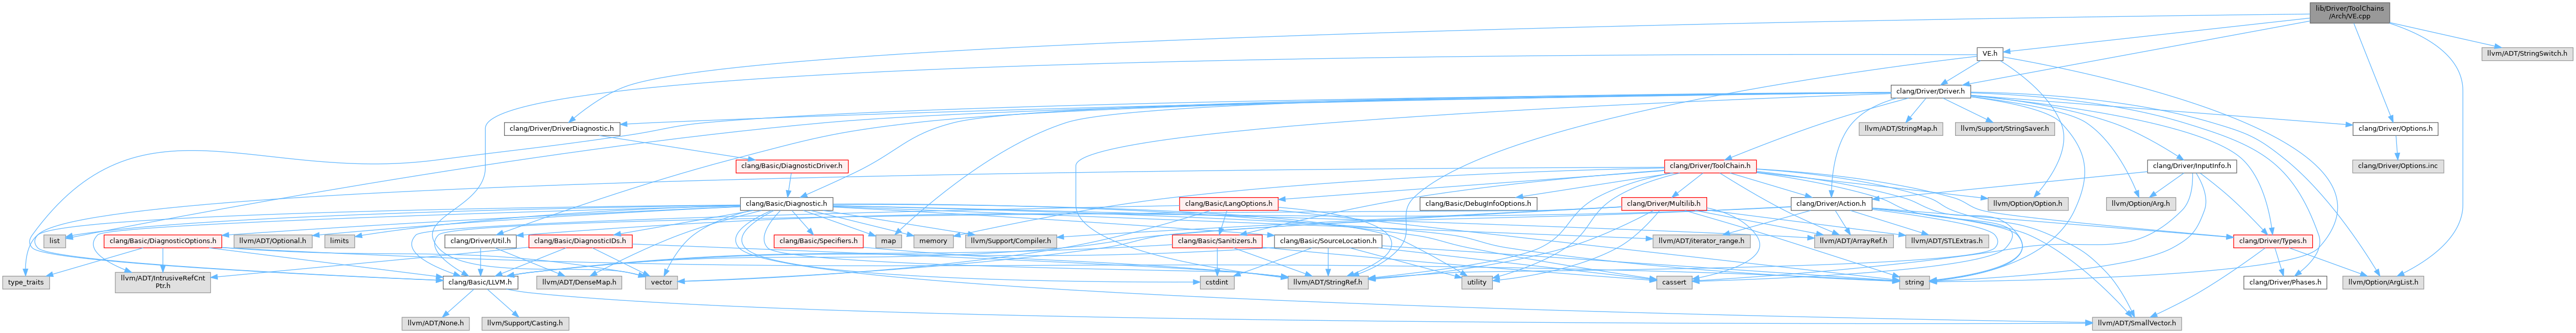 lib/Driver/ToolChains
/Arch/VE.cpp
VE.h
llvm/ADT/StringSwitch.h
clang/Driver/Driver.h
clang/Driver/DriverDiagnostic.h
llvm/ADT/StringMap.h
llvm/Support/StringSaver.h
clang/Driver/Options.h
clang/Basic/DiagnosticDriver.h
clang/Driver/ToolChain.h
clang/Driver/InputInfo.h
clang/Driver/Options.inc
clang/Basic/Diagnostic.h
clang/Basic/LangOptions.h
clang/Basic/DebugInfoOptions.h
clang/Driver/Multilib.h
clang/Driver/Action.h
llvm/Option/Option.h
llvm/Option/Arg.h
list
clang/Basic/DiagnosticOptions.h
llvm/ADT/Optional.h
limits
clang/Driver/Util.h
clang/Basic/DiagnosticIDs.h
clang/Basic/Specifiers.h
map
memory
llvm/Support/Compiler.h
clang/Basic/Sanitizers.h
clang/Basic/SourceLocation.h
llvm/ADT/iterator_range.h
llvm/ADT/ArrayRef.h
llvm/ADT/STLExtras.h
clang/Driver/Types.h
type_traits
llvm/ADT/IntrusiveRefCnt
Ptr.h
clang/Basic/LLVM.h
llvm/ADT/DenseMap.h
vector
cstdint
llvm/ADT/StringRef.h
utility
cassert
string
clang/Driver/Phases.h
llvm/Option/ArgList.h
llvm/ADT/None.h
llvm/Support/Casting.h
llvm/ADT/SmallVector.h